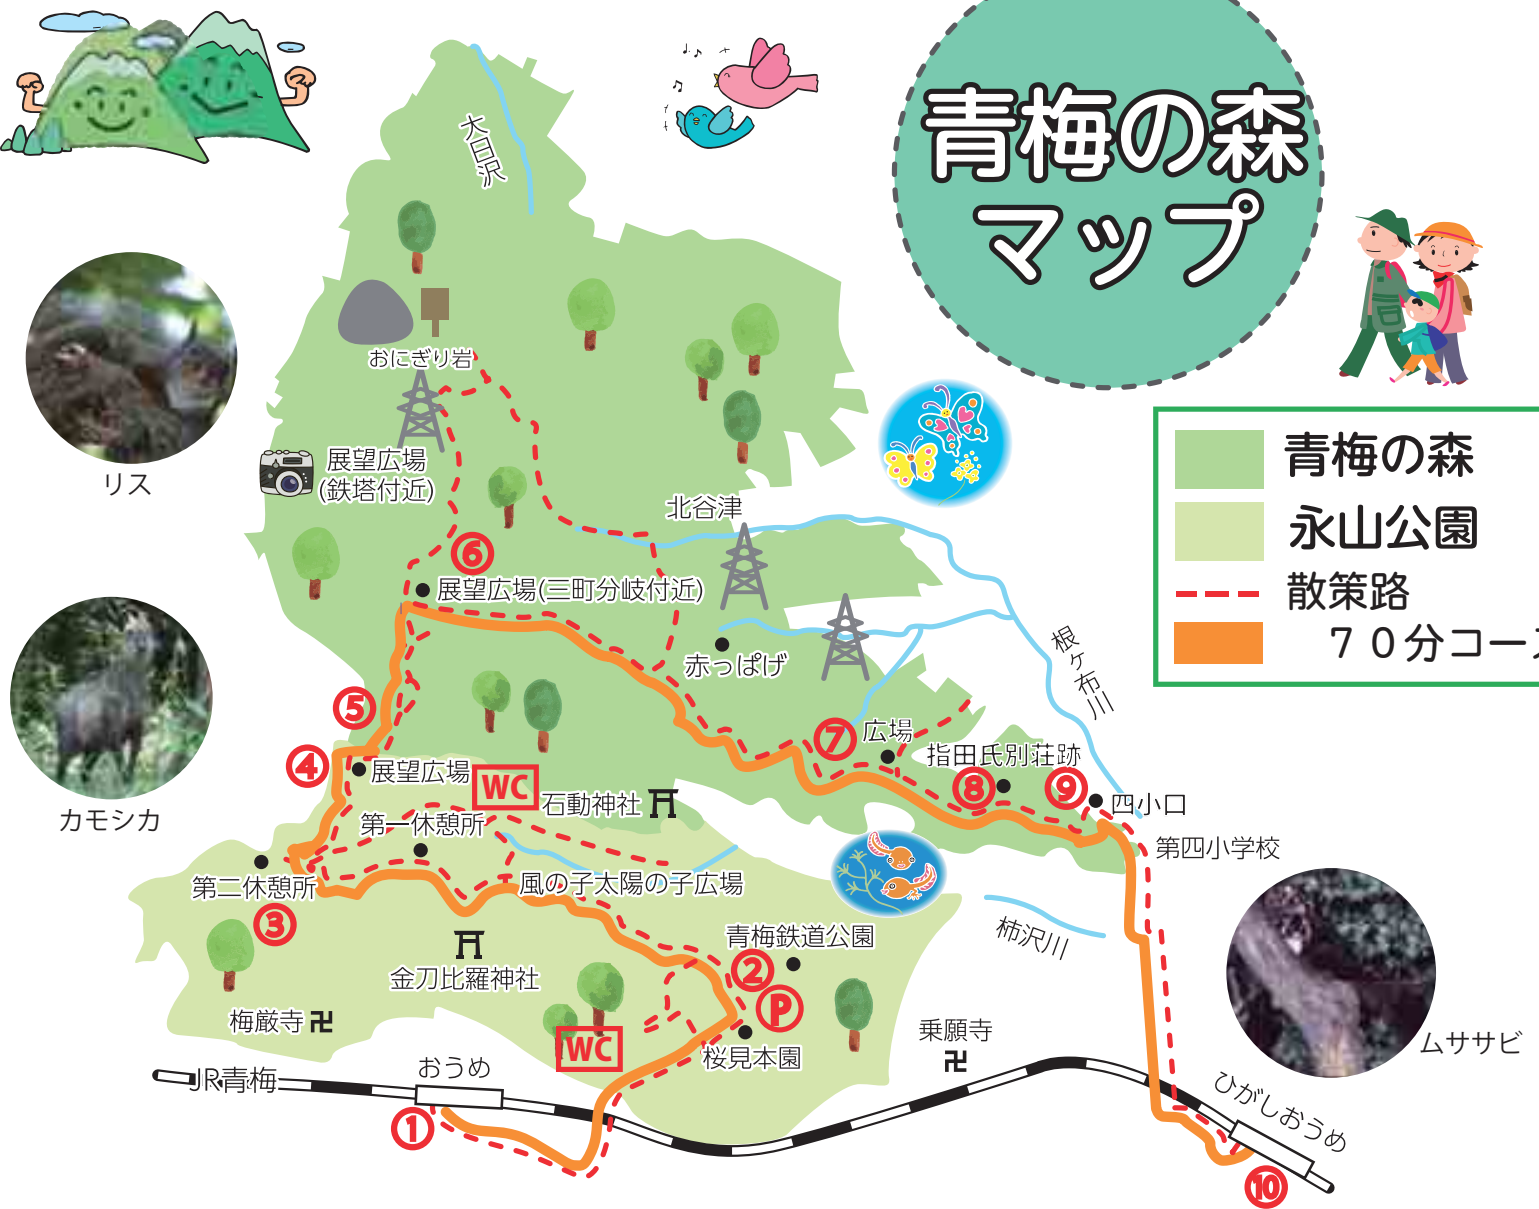 青梅の森
マップ
大日沢
おにぎり岩
リス
展望広場
(鉄塔付近)
北谷津
青梅の森
永山公園
散策路
７０分コース
⑥
展望広場(三町分岐付近)
赤っぱげ
根ヶ布川
⑤
④
展望広場
WC
石動神社
⑦
広場
指田氏別荘跡
⑧
⑨
四小口
カモシカ
第一休憩所
第四小学校
第二休憩所
③
風の子太陽の子広場
青梅鉄道公園
柿沢川
金刀比羅神社
②
P
梅厳寺
卍
WC
桜見本園
乗願寺
卍
ムササビ
JR青梅
おうめ
①
ひがしおうめ
⑩